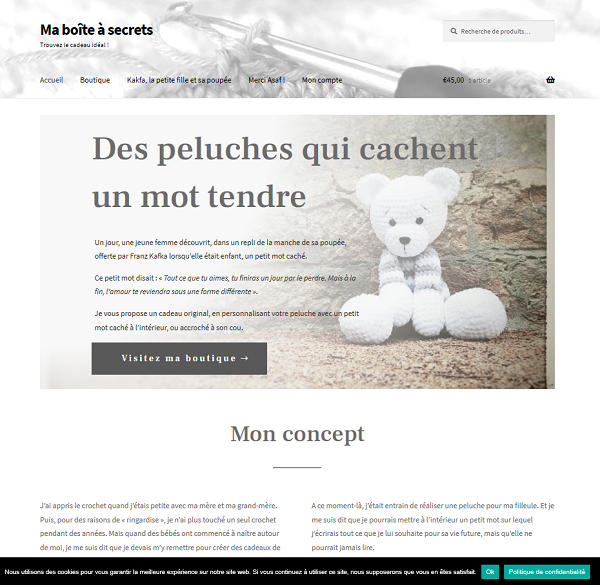 Ma boîte à secrets
Trouvez le cadeau idéal !
Recherche de produits…
Accueil Boutique Kakfa, la petite fille et sa poupée Merci Asaf ! Mon compte €45,00 1 article
Des peluches qui cachent
un mot tendre
Un jour, une jeune femme découvrit, dans un repli de la manche de sa poupée,
offerte par Franz Kafka lorsqu'elle était enfant, un petit mot caché.
Ce petit mot disait : « Tout ce que tu aimes, tu finiras un jour par le perdre. Mais à la
fin, l'amour te reviendra sous une forme différente ».
Je vous propose un cadeau original, en personnalisant votre peluche avec un petit
mot caché à l'intérieur, ou accroché à son cou.
Visitez ma boutique →
Mon concept
J'ai appris le crochet quand j'étais petite avec ma mère et ma grand-mère.
Puis, pour des raisons de « ringardise », je n'ai plus touché un seul crochet
pendant des années. Mais quand des bébés ont commencé à naître autour
de moi, je me suis dit que je devais m'y remettre pour créer des cadeaux de
A ce moment-là, j'était entrain de réaliser une peluche pour ma filleule. Et je
me suis dit que je pourrais mettre à l'intérieur un petit mot sur lequel
j'écrirais tout ce que je lui souhaite pour sa vie future, mais qu'elle ne
pourrait jamais lire.
Nous utilisons des cookies pour vous garantir la meilleure expérience sur notre site web. Si vous continuez à utiliser ce site, nous supposerons que vous en êtes satisfait. Ok Politique de confidentialité